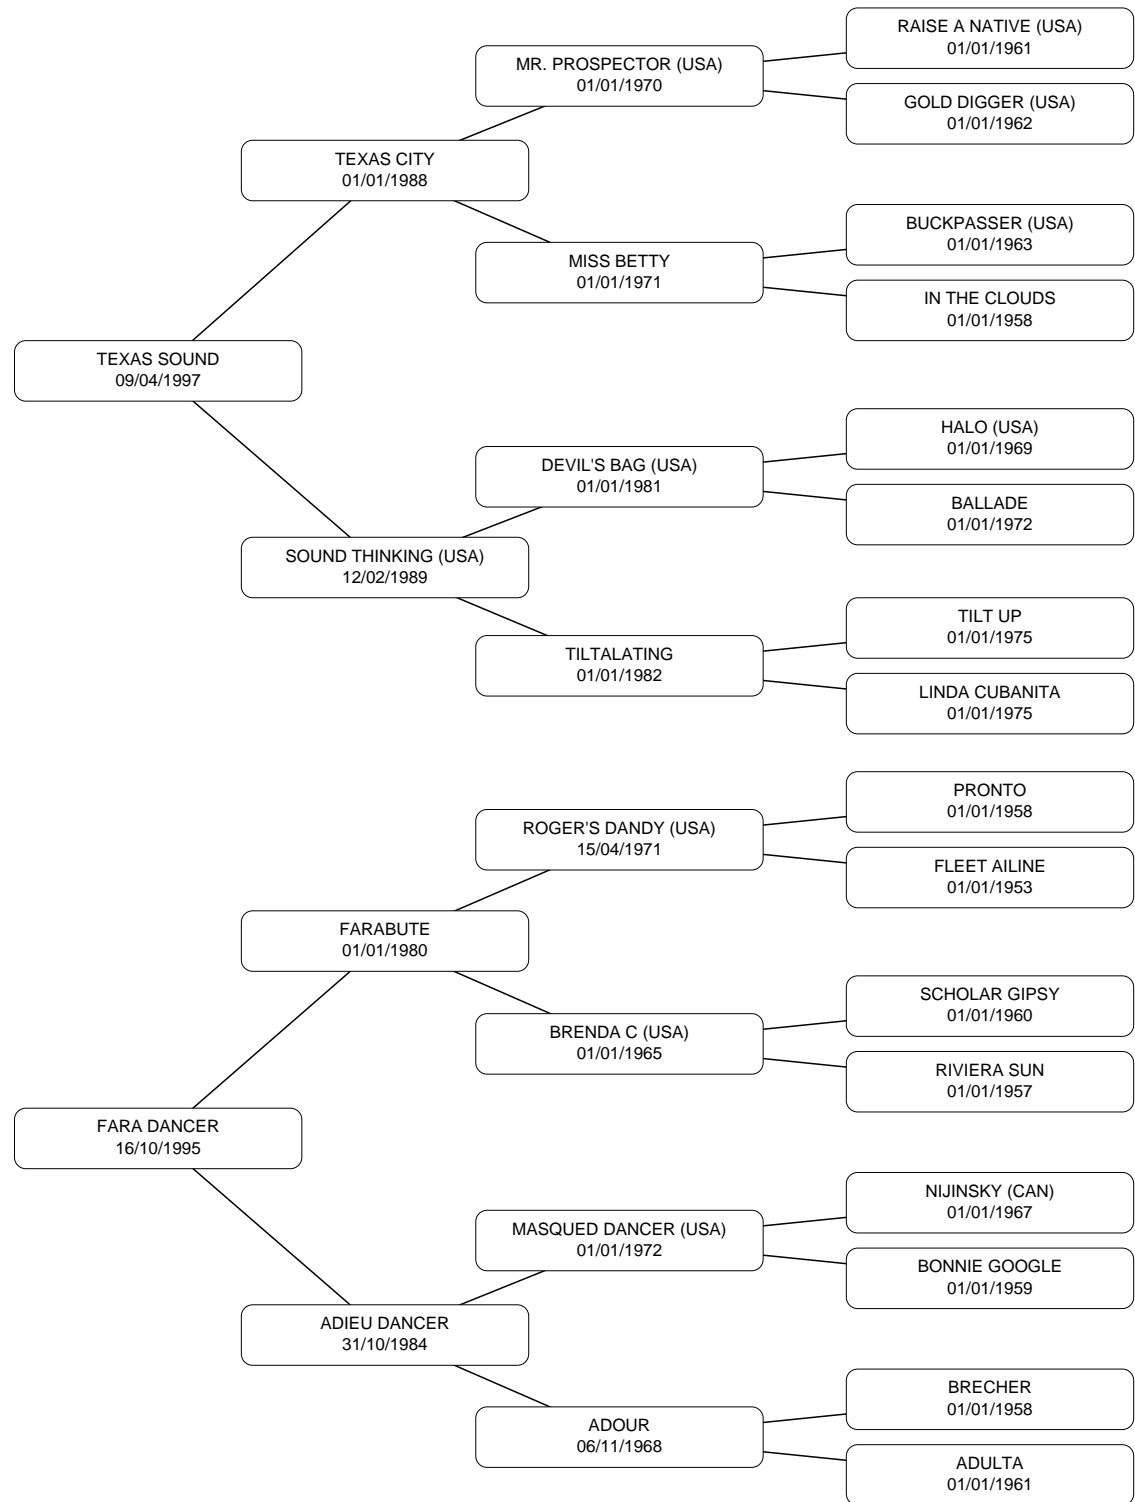 RAISE A NATIVE (USA)
01/01/1961
MR. PROSPECTOR (USA)
01/01/1970
GOLD DIGGER (USA)
01/01/1962
TEXAS CITY
01/01/1988
BUCKPASSER (USA)
01/01/1963
MISS BETTY
01/01/1971
IN THE CLOUDS
01/01/1958
TEXAS SOUND
09/04/1997
HALO (USA)
01/01/1969
DEVIL'S BAG (USA)
01/01/1981
BALLADE
01/01/1972
SOUND THINKING (USA)
12/02/1989
TILT UP
01/01/1975
TILTALATING
01/01/1982
LINDA CUBANITA
01/01/1975
PRONTO
01/01/1958
ROGER'S DANDY (USA)
15/04/1971
FLEET AILINE
01/01/1953
FARABUTE
01/01/1980
SCHOLAR GIPSY
01/01/1960
BRENDA C (USA)
01/01/1965
RIVIERA SUN
01/01/1957
FARA DANCER
16/10/1995
NIJINSKY (CAN)
01/01/1967
MASQUED DANCER (USA)
01/01/1972
BONNIE GOOGLE
01/01/1959
ADIEU DANCER
31/10/1984
BRECHER
01/01/1958
ADOUR
06/11/1968
ADULTA
01/01/1961